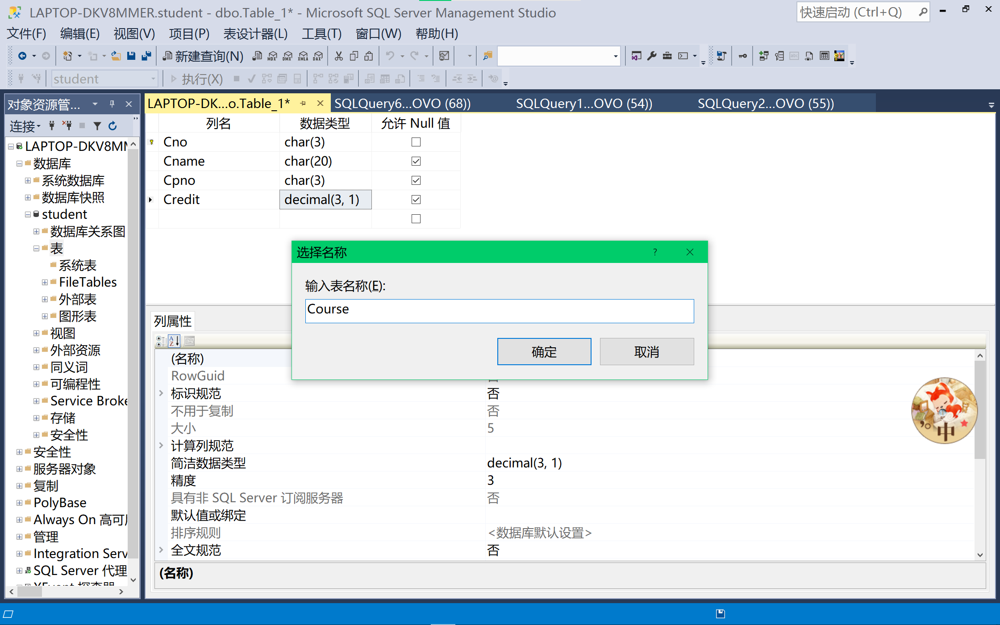 LAPTOP-DKV8MMER.student - dbo.Table_1* - Microsoft SQL Server Management Studio
快速启动 (Ctrl+Q)
文件(F) 编辑(E) 视图(V) 项目(P) 表设计器(L) 工具(T) 窗口(W) 帮助(H)
新建查询(N) MDX DMX XMLA DAX
student 执行(X)
对象资源管...
LAPTOP-DK...o.Table_1* SQLQuery6...OVO (68)) SQLQuery1...OVO (54)) SQLQuery2...OVO (55))
连接
LAPTOP-DKV8MM
数据库
系统数据库
数据库快照
student
数据库关系图
表
系统表
FileTables
外部表
图形表
视图
外部资源
同义词
可编程性
Service Broke
存储
安全性
安全性
服务器对象
复制
PolyBase
Always On 高可
管理
Integration Serv
SQL Server 代理
列名 数据类型 允许 Null 值
Cno char(3)
Cname char(20)
Cpno char(3)
Credit decimal(3, 1)
选择名称
输入表名称(E):
Course
确定 取消
列属性
(名称)
RowGuid
标识规范 否
不用于复制 否
大小 5
计算列规范
简洁数据类型 decimal(3, 1)
精度 3
具有非 SQL Server 订阅服务器 否
默认值或绑定
排序规则 <数据库默认设置>
全文规范 否
(名称)
中